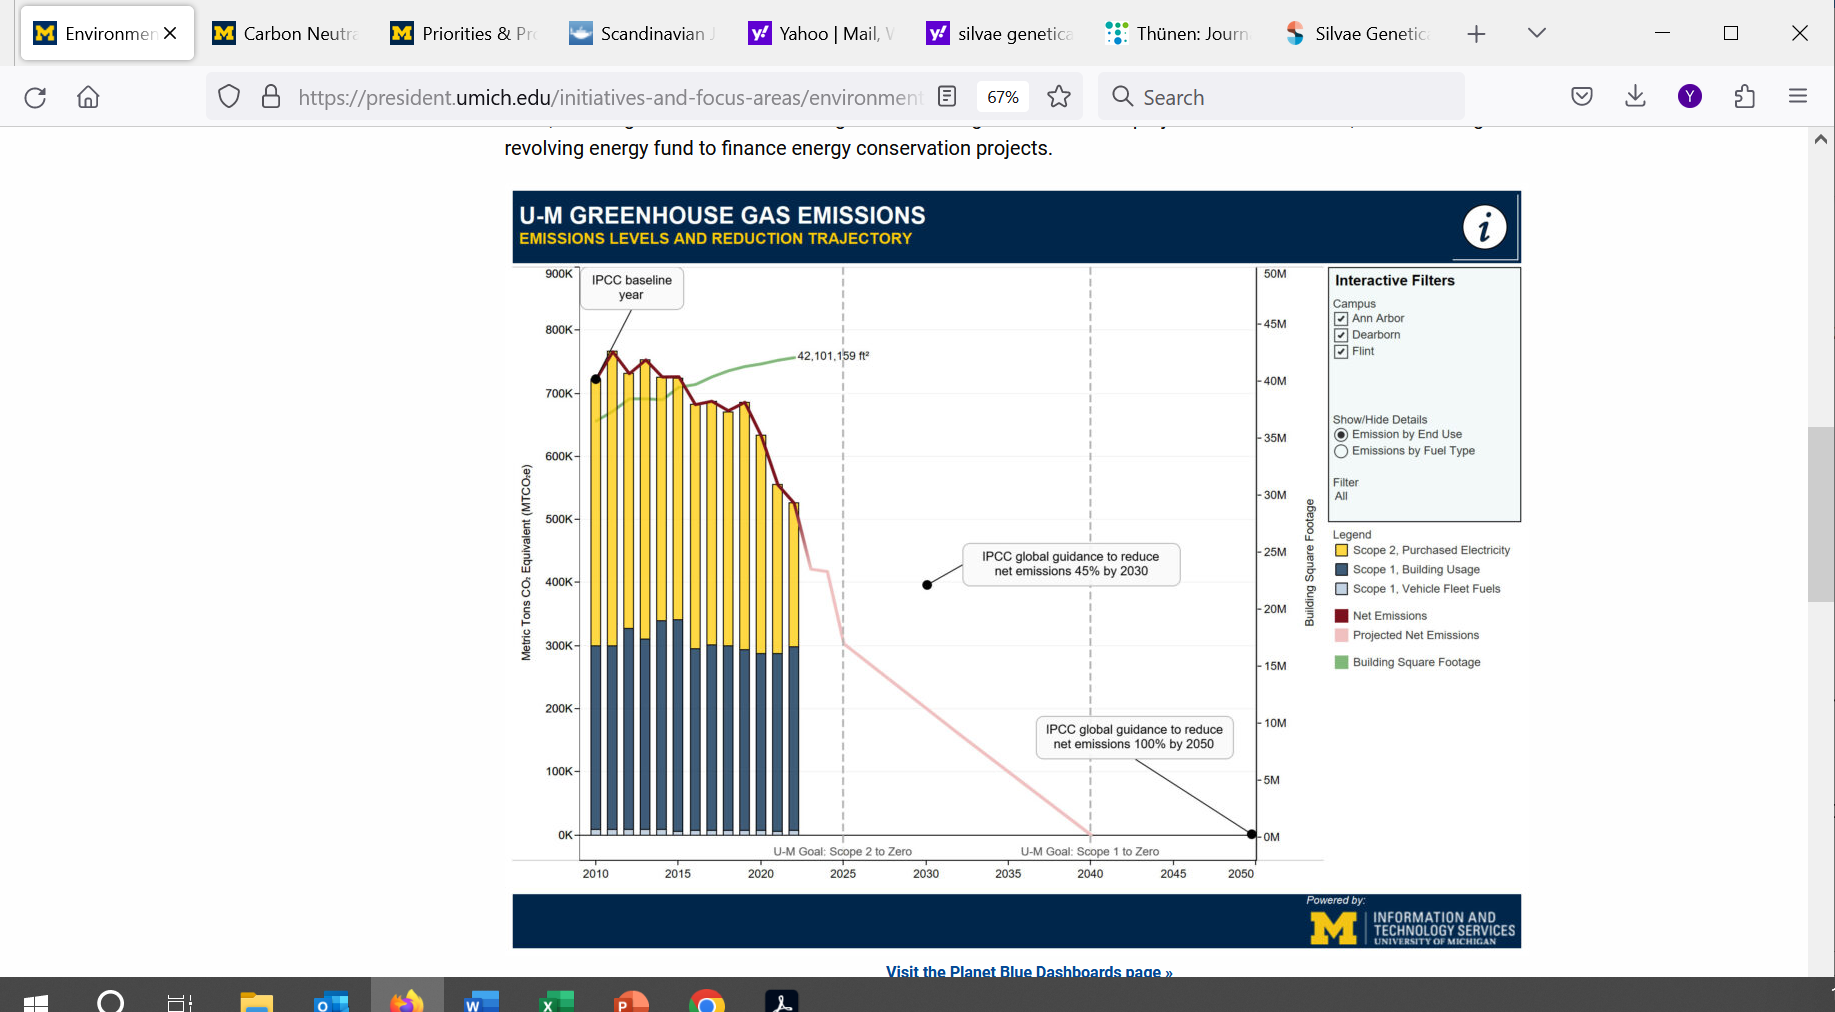 Environmen
Carbon Neutra
Priorities & Pro
Scandinavian J
Yahoo | Mail, W
silvae genetica
Thünen: Journ
Silvae Genetic
https://president.umich.edu/initiatives-and-focus-areas/environment
67%
Search
Y
revolving energy fund to finance energy conservation projects.
U-M GREENHOUSE GAS EMISSIONS
EMISSIONS LEVELS AND REDUCTION TRAJECTORY
i
IPCC baseline
year
900K
800K
700K
600K
500K
400K
300K
200K
100K
0K
Metric Tons CO₂ Equivalent (MTCO₂e)
42,101,159 ft²
IPCC global guidance to reduce
net emissions 45% by 2030
IPCC global guidance to reduce
net emissions 100% by 2050
U-M Goal: Scope 2 to Zero
U-M Goal: Scope 1 to Zero
2010 2015 2020 2025 2030 2035 2040 2045 2050
50M
45M
40M
35M
30M
25M
20M
15M
10M
5M
0M
Building Square Footage
Interactive Filters
Campus
Ann Arbor
Dearborn
Flint
Show/Hide Details
Emission by End Use
Emissions by Fuel Type
Filter
All
Legend
Scope 2, Purchased Electricity
Scope 1, Building Usage
Scope 1, Vehicle Fleet Fuels
Net Emissions
Projected Net Emissions
Building Square Footage
Powered by:
M
INFORMATION AND
TECHNOLOGY SERVICES
UNIVERSITY OF MICHIGAN
Visit the Planet Blue Dashboards page »